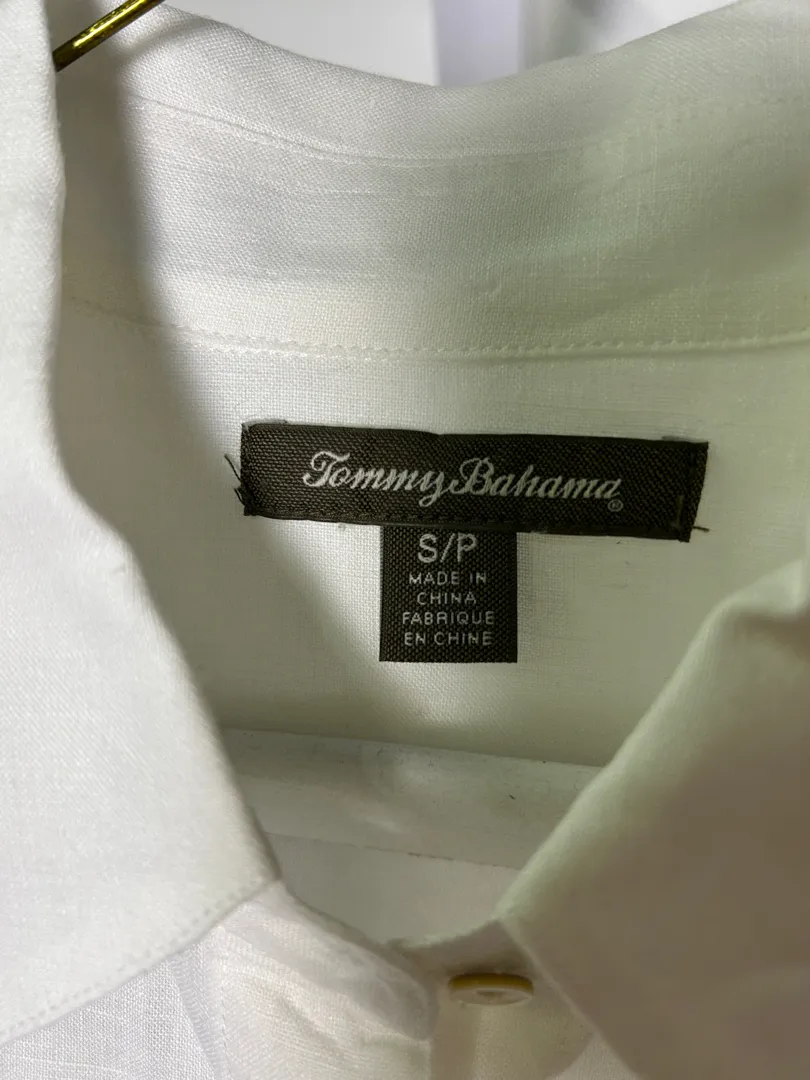 Tommy Bahama®
S/P
MADE IN
CHINA
FABRIQUE
EN CHINE